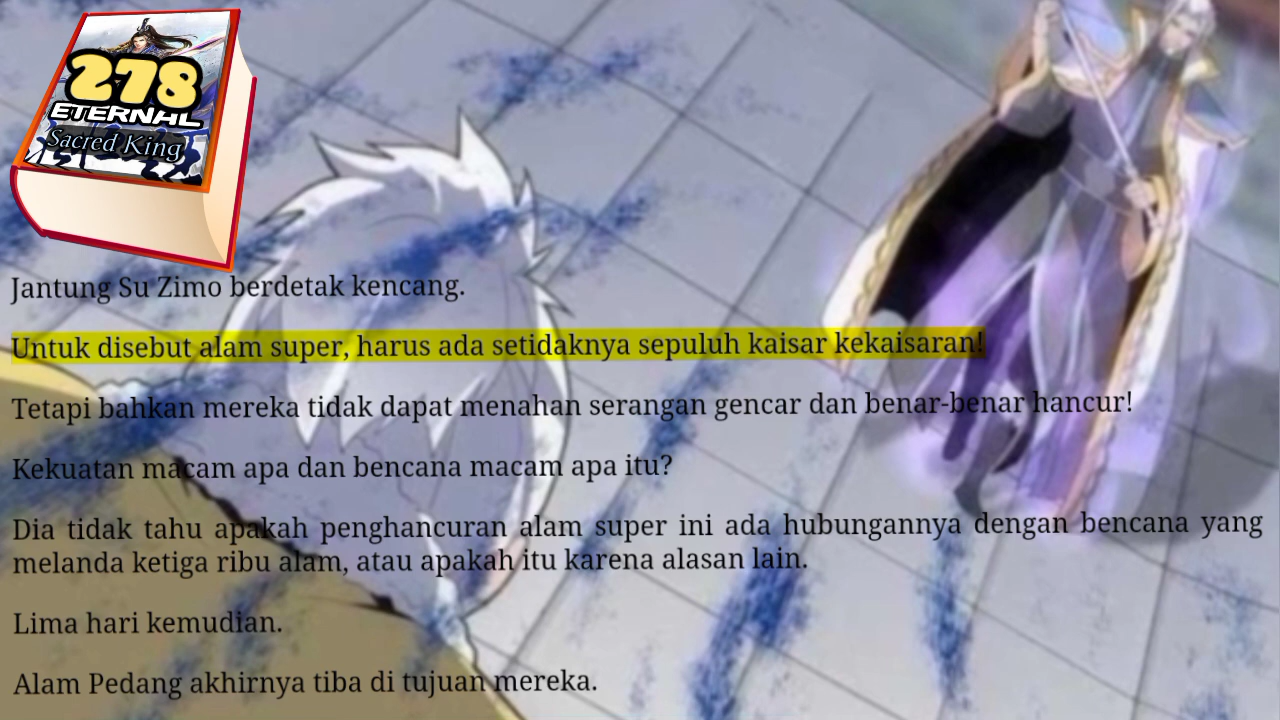 278
ETERNAL
Sacred King
Jantung Su Zimo berdetak kencang.
Untuk disebut alam super, harus ada setidaknya sepuluh kaisar kekaisaran!
Tetapi bahkan mereka tidak dapat menahan serangan gencar dan benar-benar hancur!
Kekuatan macam apa dan bencana macam apa itu?
Dia tidak tahu apakah penghancuran alam super ini ada hubungannya dengan bencana yang
melanda ketiga ribu alam, atau apakah itu karena alasan lain.
Lima hari kemudian.
Alam Pedang akhirnya tiba di tujuan mereka.